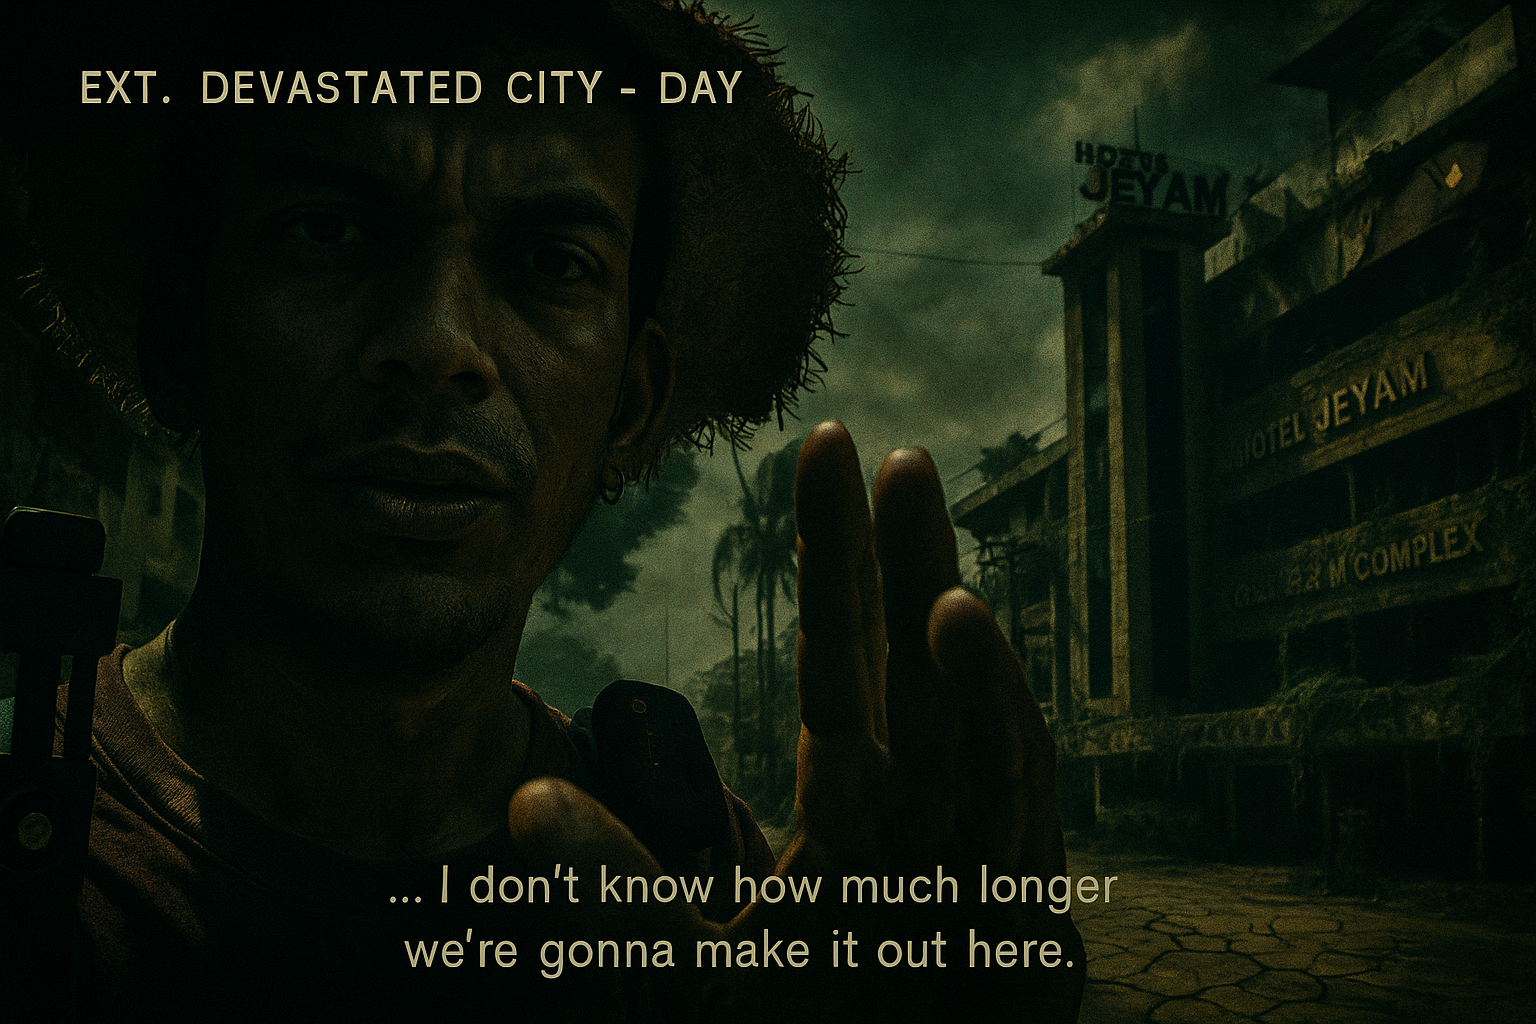 EXT. DEVASTATED CITY - DAY
JEYAM
HOTEL JEYAM
M COMPLEX
... I don't know how much longer
we're gonna make it out here.